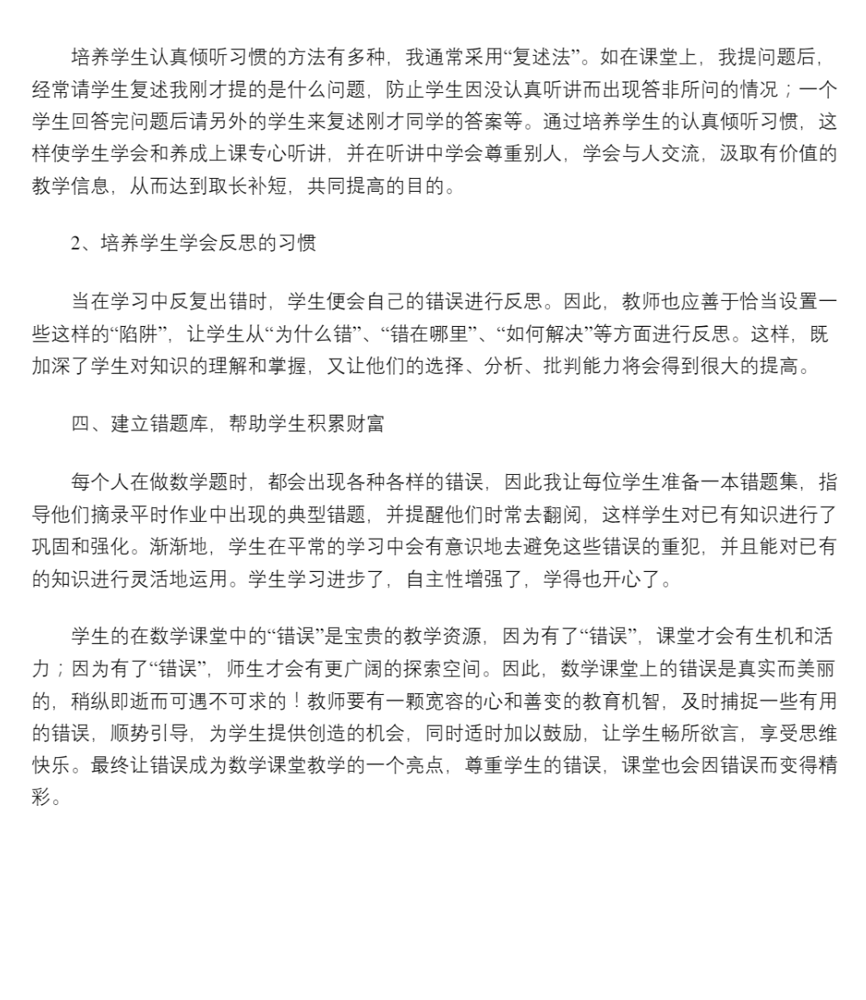 培养学生认真倾听习惯的方法有多种，我通常采用“复述法”。如在课堂上，我提问题后，
经常请学生复述我刚才提的是什么问题，防止学生因没认真听讲而出现答非所问的情况；一个
学生回答完问题后请另外的学生来复述刚才同学的答案等。通过培养学生的认真倾听习惯，这
样使学生学会和养成上课专心听讲，并在听讲中学会尊重别人，学会与人交流，汲取有价值的
教学信息，从而达到取长补短，共同提高的目的。
2、培养学生学会反思的习惯
当在学习中反复出错时，学生便会自己的错误进行反思。因此，教师也应善于恰当设置一
些这样的“陷阱”，让学生从“为什么错”、“错在哪里”、“如何解决”等方面进行反思。这样，既
加深了学生对知识的理解和掌握，又让他们的选择、分析、批判能力将会得到很大的提高。
四、建立错题库，帮助学生积累财富
每个人在做数学题时，都会出现各种各样的错误，因此我让每位学生准备一本错题集，指
导他们摘录平时作业中出现的典型错题，并提醒他们时常去翻阅，这样学生对已有知识进行了
巩固和强化。渐渐地，学生在平常的学习中会有意识地去避免这些错误的重犯，并且能对已有
的知识进行灵活地运用。学生学习进步了，自主性增强了，学得也开心了。
学生的在数学课堂中的“错误”是宝贵的教学资源，因为有了“错误”，课堂才会有生机和活
力；因为有了“错误”，师生才会有更广阔的探索空间。因此，数学课堂上的错误是真实而美丽
的，稍纵即逝而可遇不可求的！教师要有一颗宽容的心和善变的教育机智，及时捕捉一些有用
的错误，顺势引导，为学生提供创造的机会，同时适时加以鼓励，让学生畅所欲言，享受思维
快乐。最终让错误成为数学课堂教学的一个亮点，尊重学生的错误，课堂也会因错误而变得精
彩。